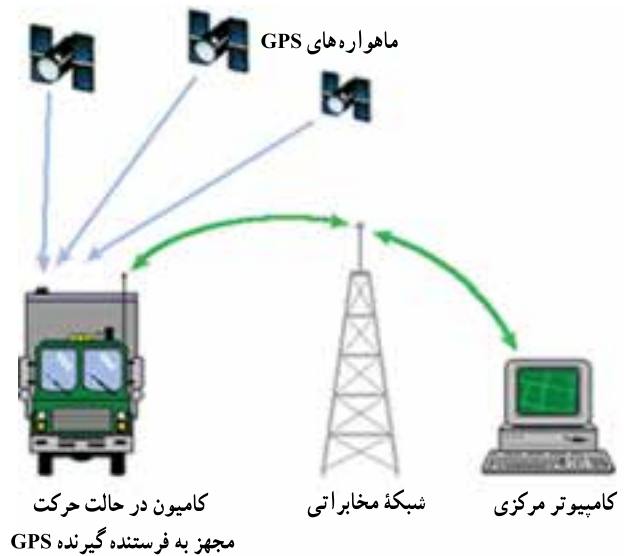 ماهواره‌های GPS
کامپیوتر مرکزی
شبکهٔ مخابراتی
کامیون در حالت حرکت
مجهز به فرستنده گیرنده GPS